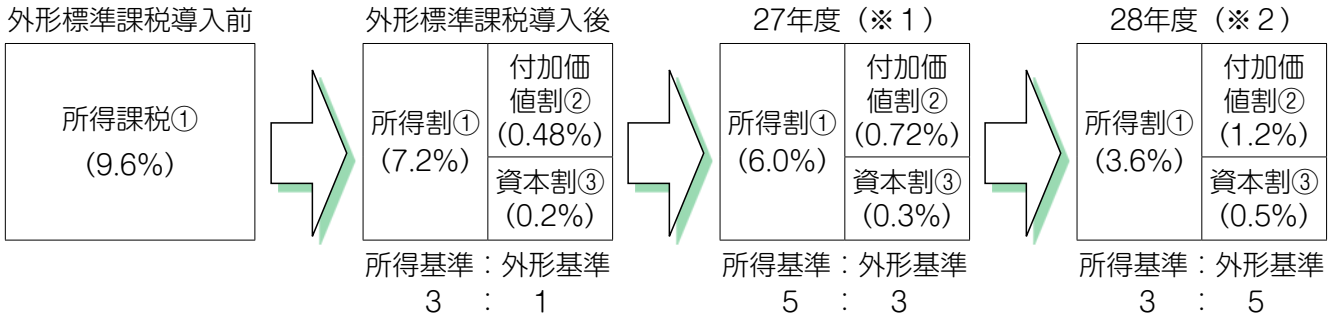 外形標準課税導入前
所得課税①
(9.6%)
外形標準課税導入後
所得割①
(7.2%)
付加価
値割②
(0.48%)
資本割③
(0.2%)
所得基準：外形基準
3 : 1
27年度（※１）
所得割①
(6.0%)
付加価
値割②
(0.72%)
資本割③
(0.3%)
所得基準：外形基準
5 : 3
28年度（※２）
所得割①
(3.6%)
付加価
値割②
(1.2%)
資本割③
(0.5%)
所得基準：外形基準
3 : 5